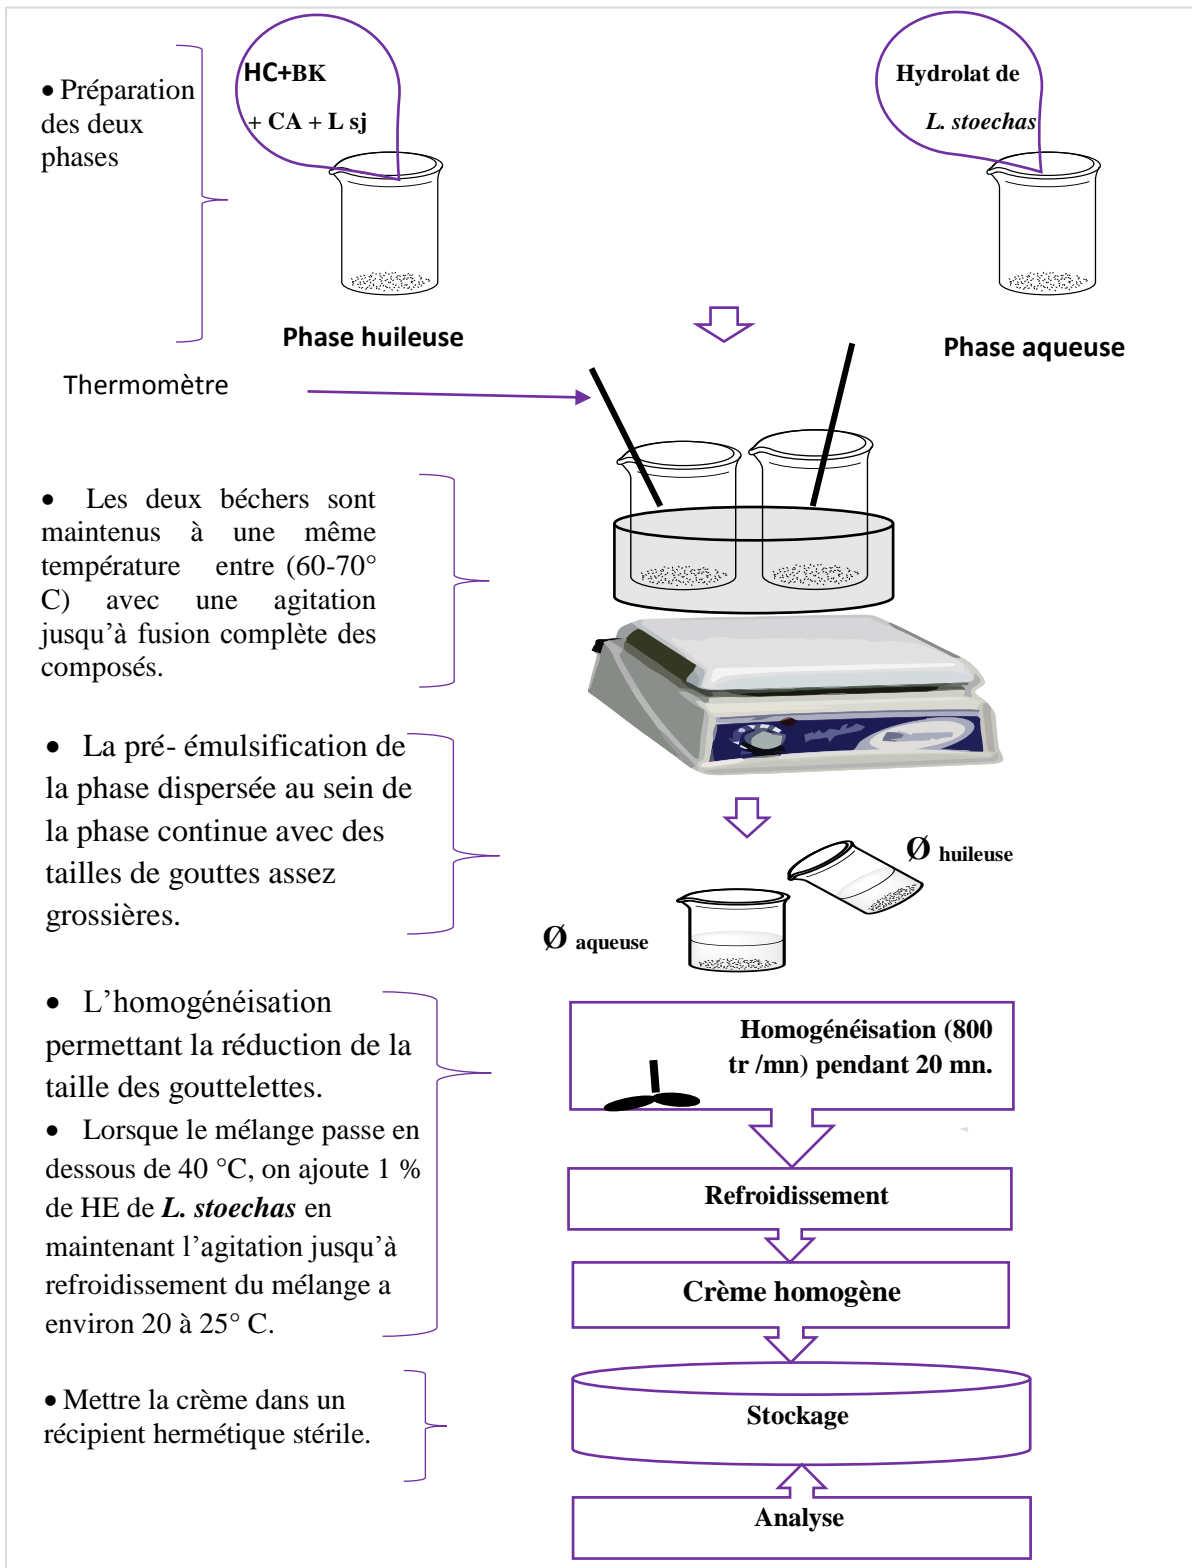 • Préparation
des deux
phases
HC+BK
+ CA + L sj
Hydrolat de
L. stoechas
Phase huileuse
Phase aqueuse
Thermomètre
• Les deux béchers sont
maintenus à une même
température entre (60-70°
C) avec une agitation
jusqu’à fusion complète des
composés.
• La pré- émulsification de
la phase dispersée au sein de
la phase continue avec des
tailles de gouttes assez
grossières.
Ø huileuse
Ø aqueuse
• L’homogénéisation
permettant la réduction de la
taille des gouttelettes.
• Lorsque le mélange passe en
dessous de 40 °C, on ajoute 1 %
de HE de L. stoechas en
maintenant l’agitation jusqu’à
refroidissement du mélange a
environ 20 à 25° C.
Homogénéisation (800
tr /mn) pendant 20 mn.
Refroidissement
Crème homogène
• Mettre la crème dans un
récipient hermétique stérile.
Stockage
Analyse